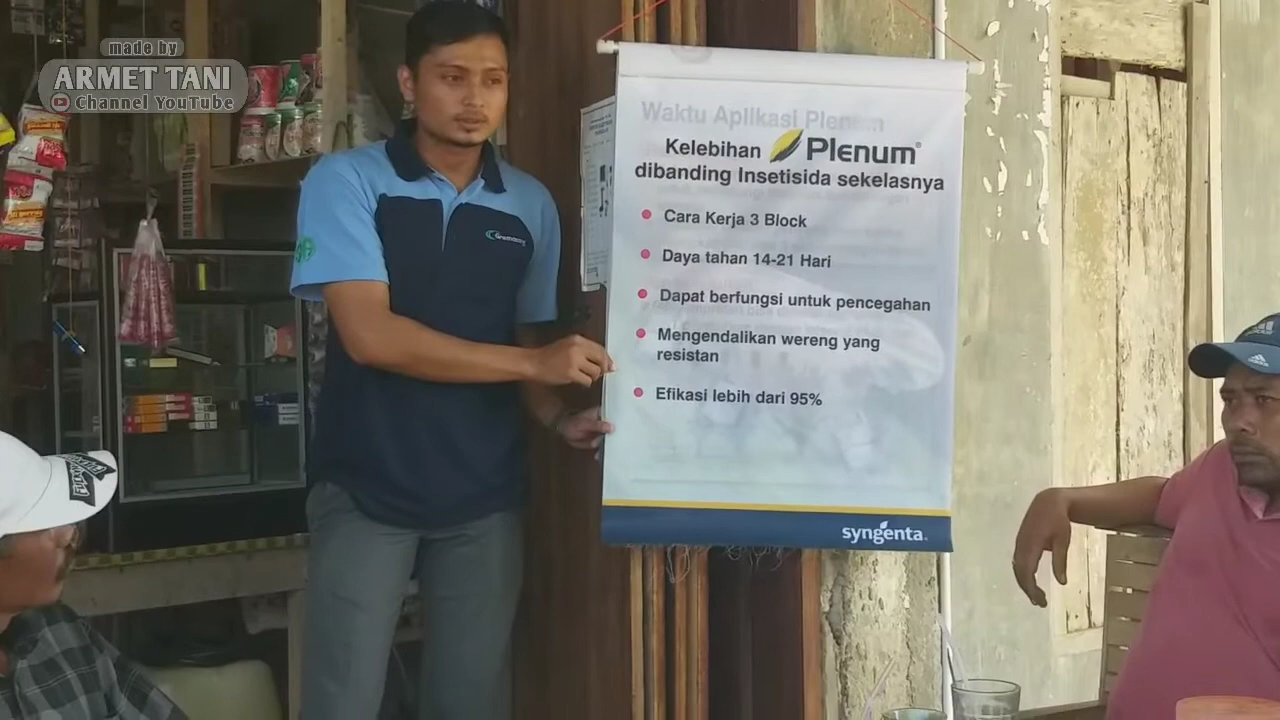 made by
ARMET TANI
Channel YouTube
Waktu Aplikasi Plenum
Kelebihan Plenum®
dibanding Insetisida sekelasnya
Cara Kerja 3 Block
Daya tahan 14-21 Hari
Dapat berfungsi untuk pencegahan
Mengendalikan wereng yang
resistan
Efikasi lebih dari 95%
syngenta.